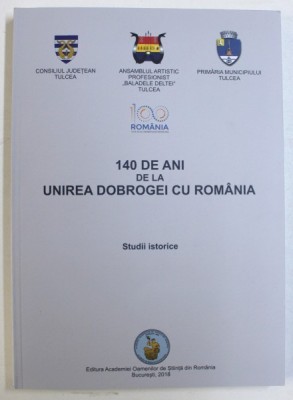 CONSILIUL JUDEȚEAN
TULCEA
ANSAMBLUL ARTISTIC
PROFESIONIST
„BALADELE DELTEI”
TULCEA
PRIMĂRIA MUNICIPIULUI
TULCEA
100
ROMÂNIA
140 DE ANI
DE LA
UNIREA DOBROGEI CU ROMÂNIA
Studii istorice
Editura Academiei Oamenilor de Știință din România
București, 2018